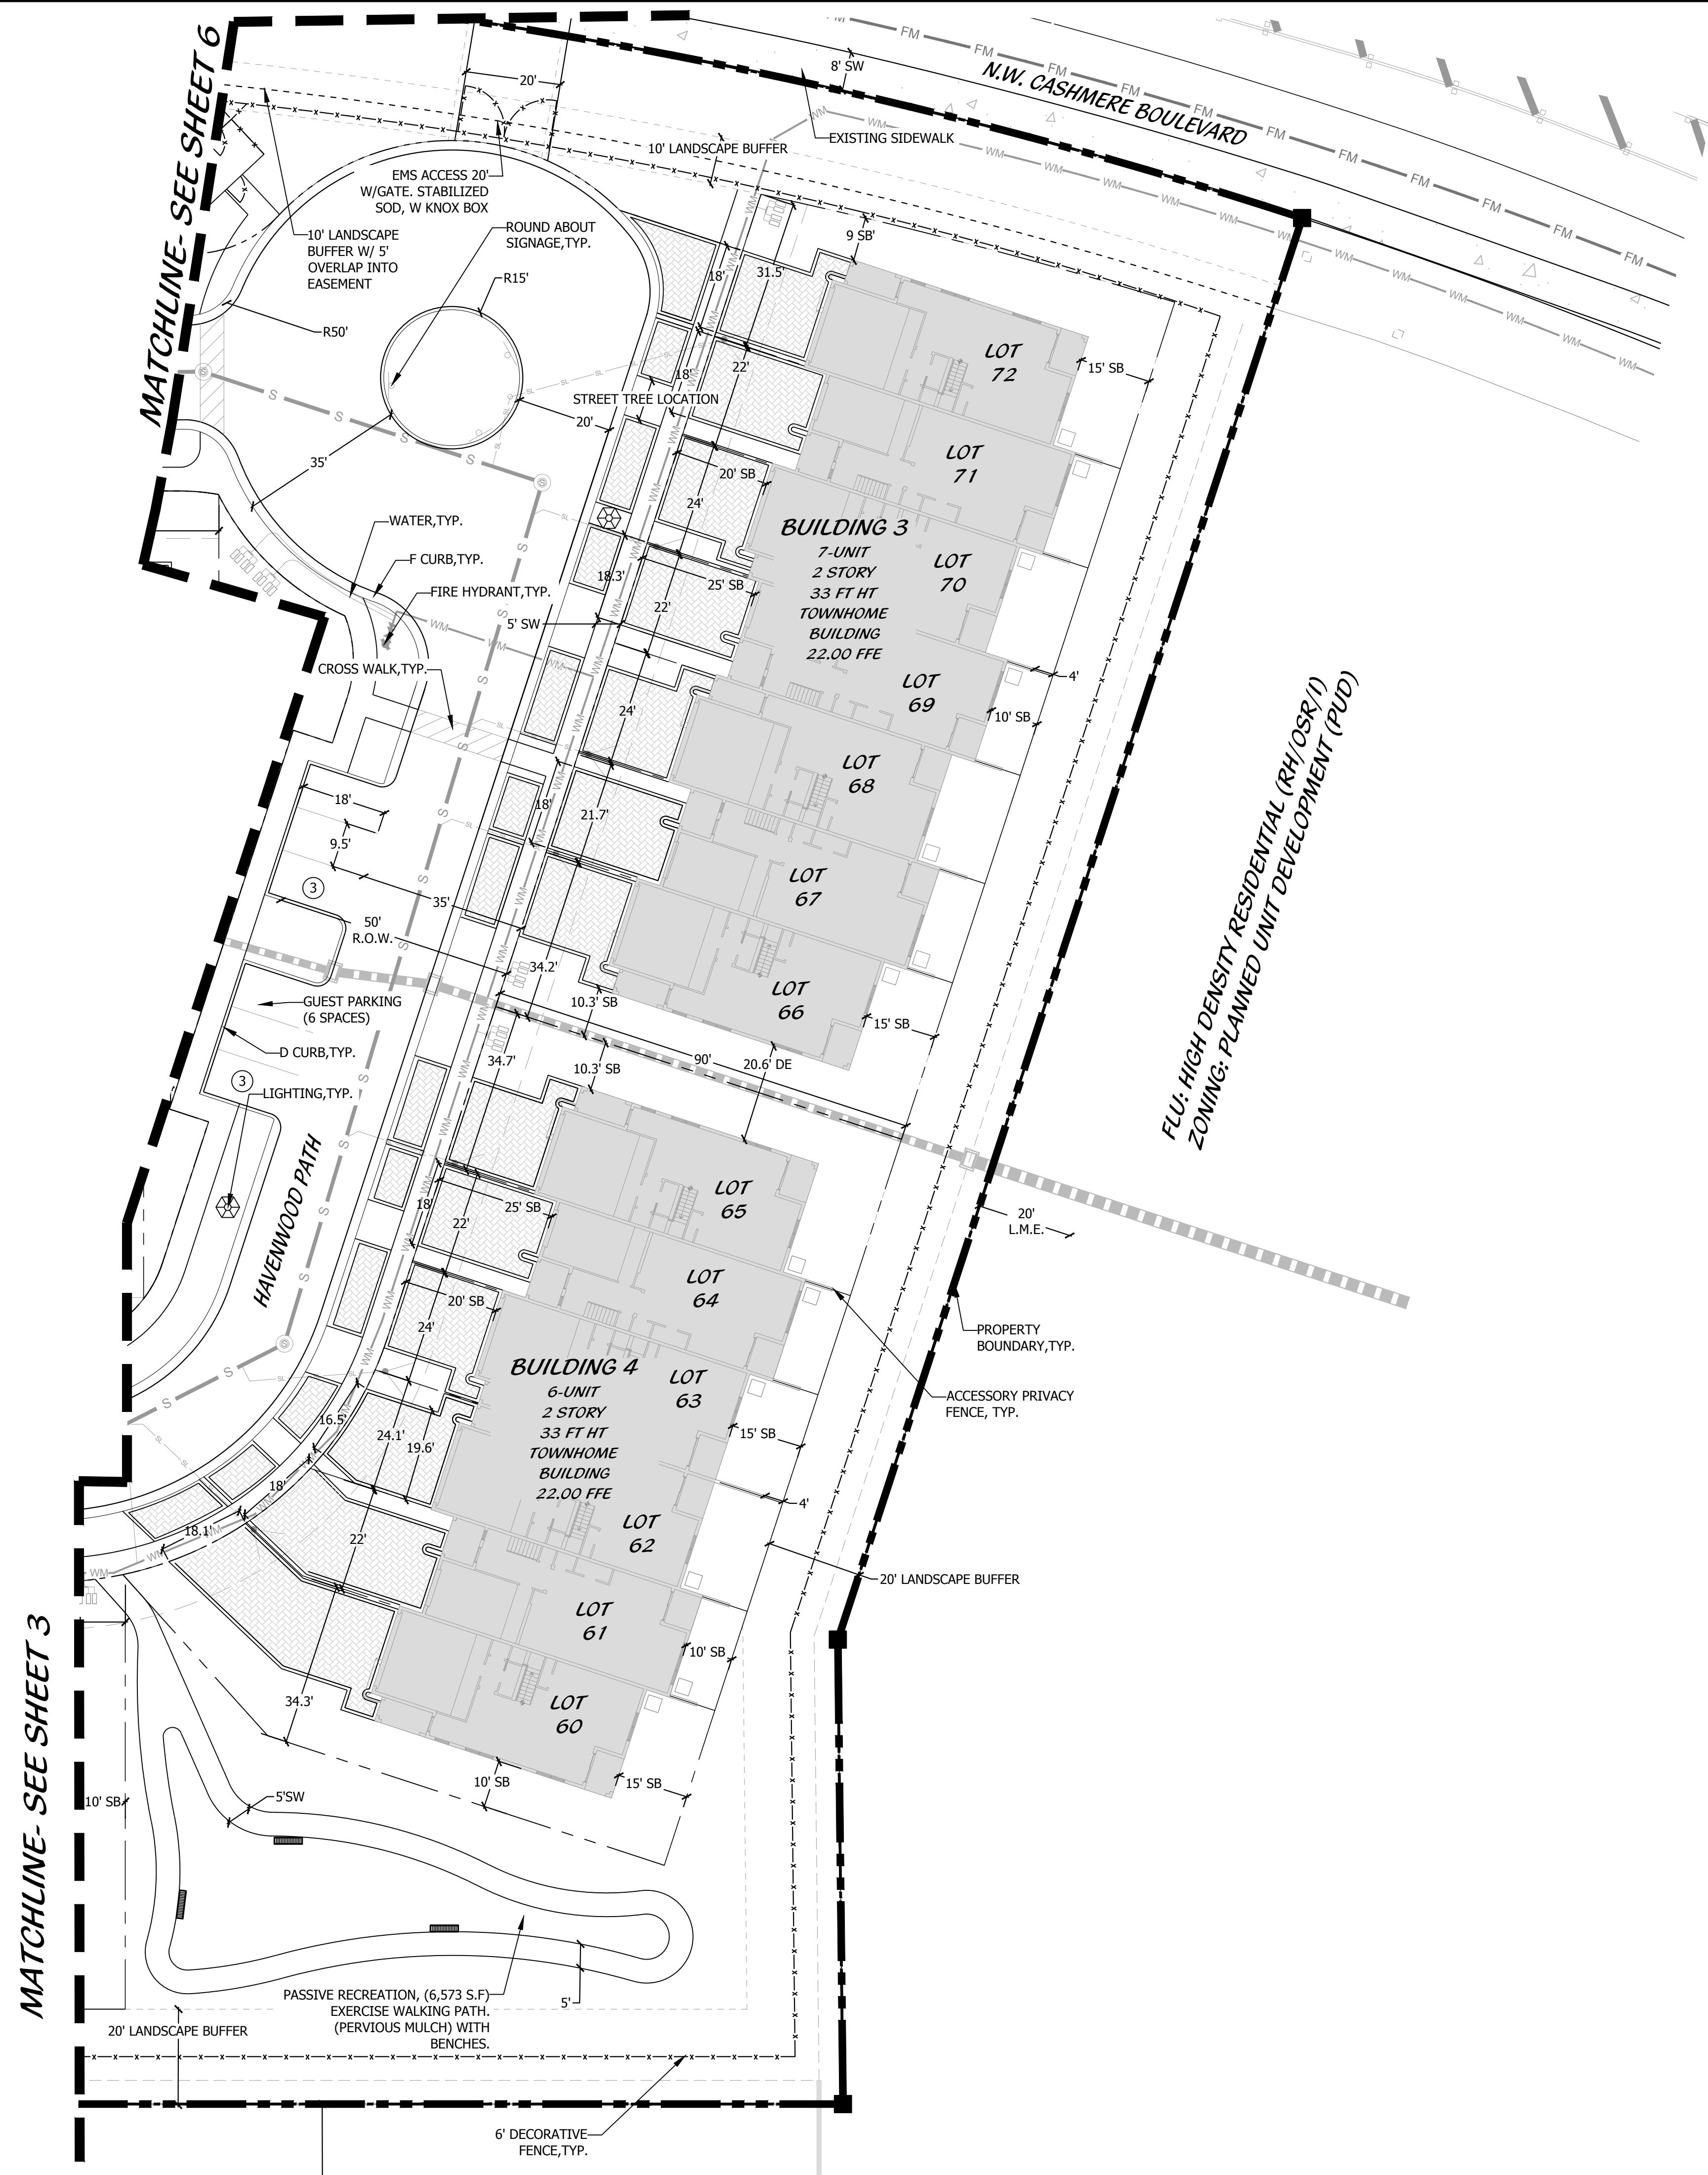 MATCHLINE- SEE SHEET 6
20'
8' SW
FM
FM
FM
FM
FM
FM
FM
FM
FM
FM
FM
N.W. CASHMERE BOULEVARD
EXISTING SIDEWALK
10' LANDSCAPE BUFFER
EMS ACCESS 20'
W/GATE. STABILIZED
SOD, W KNOX BOX
10' LANDSCAPE
BUFFER W/ 5'
OVERLAP INTO
EASEMENT
ROUND ABOUT
SIGNAGE,TYP.
R15'
R50'
9 SB'
18'
31.5'
LOT
72
15' SB
22'
18'
STREET TREE LOCATION
20'
35'
LOT
71
20' SB
24'
WATER,TYP.
F CURB,TYP.
FIRE HYDRANT,TYP.
BUILDING 3
7-UNIT
2 STORY
33 FT HT
TOWNHOME
BUILDING
22.00 FFE
LOT
70
18.3'
25' SB
22'
5' SW
CROSS WALK,TYP.
4'
LOT
69
10' SB
24'
LOT
68
18'
9.5'
18'
21.7'
3
35'
50'
R.O.W.
LOT
67
34.2'
10.3' SB
LOT
66
15' SB
GUEST PARKING
(6 SPACES)
D CURB,TYP.
3
LIGHTING,TYP.
34.7'
10.3' SB
90'
20.6' DE
FLU: HIGH DENSITY RESIDENTIAL (RH/OSR/I)
ZONING: PLANNED UNIT DEVELOPMENT (PUD)
HAVENWOOD PATH
LOT
65
18'
25' SB
22'
20'
L.M.E.
LOT
64
20' SB
24'
PROPERTY
BOUNDARY,TYP.
BUILDING 4
6-UNIT
2 STORY
33 FT HT
TOWNHOME
BUILDING
22.00 FFE
LOT
63
ACCESSORY PRIVACY
FENCE, TYP.
16.5'
24.1'
19.6'
15' SB
18'
4'
18.1'
22'
LOT
62
20' LANDSCAPE BUFFER
LOT
61
10' SB
34.3'
LOT
60
10' SB
15' SB
MATCHLINE- SEE SHEET 3
10' SB
5'SW
PASSIVE RECREATION, (6,573 S.F)
EXERCISE WALKING PATH.
(PERVIOUS MULCH) WITH
BENCHES.
5'
20' LANDSCAPE BUFFER
6' DECORATIVE
FENCE,TYP.